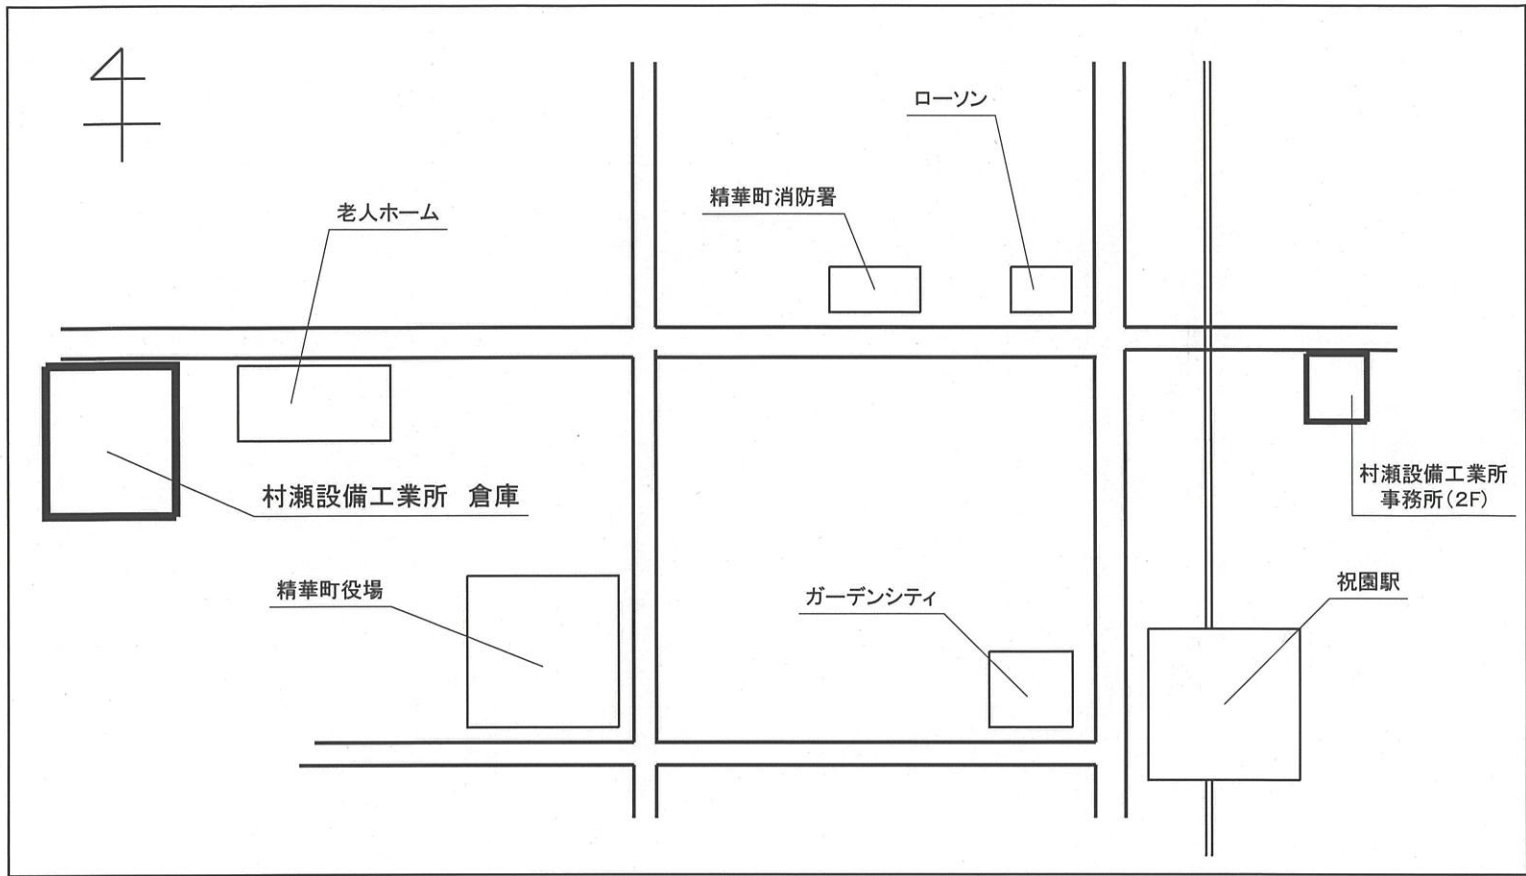 ローソン
精華町消防署
老人ホーム
村瀬設備工業所　倉庫
村瀬設備工業所
事務所(2F)
精華町役場
ガーデンシティ
祝園駅